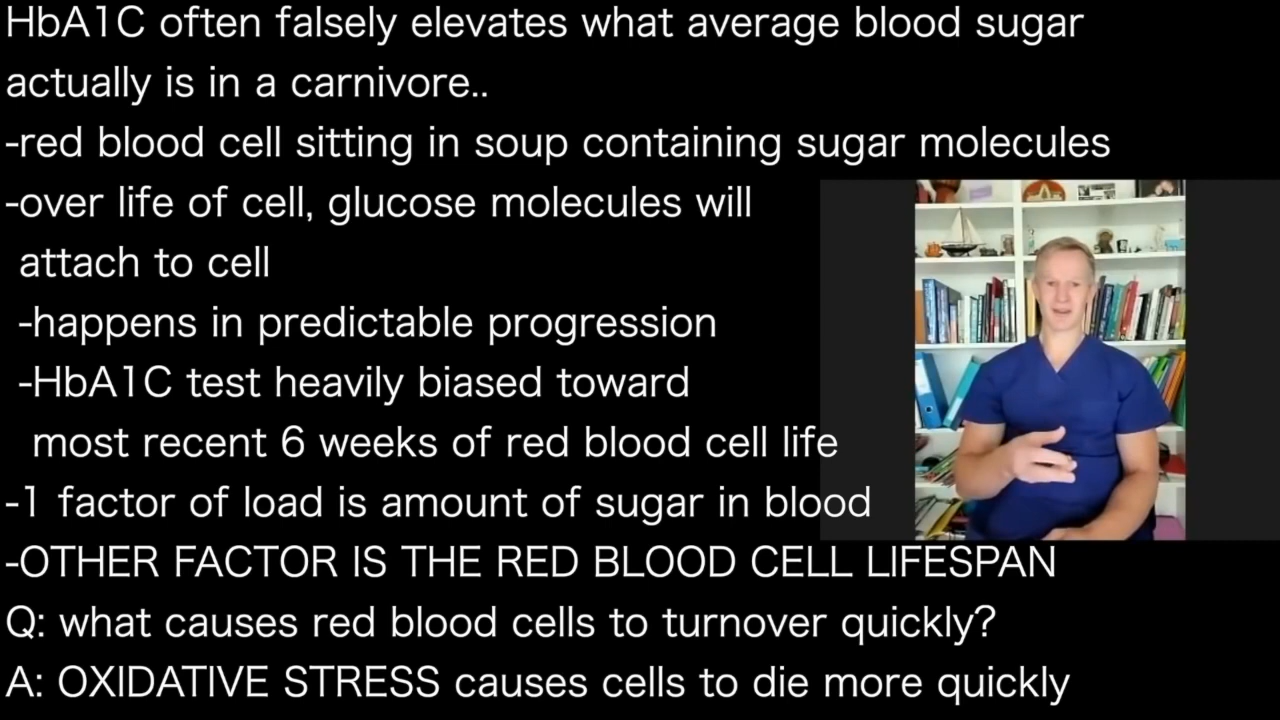 HbA1C often falsely elevates what average blood sugar
actually is in a carnivore..
-red blood cell sitting in soup containing sugar molecules
-over life of cell, glucose molecules will
attach to cell
-happens in predictable progression
-HbA1C test heavily biased toward
most recent 6 weeks of red blood cell life
-1 factor of load is amount of sugar in blood
-OTHER FACTOR IS THE RED BLOOD CELL LIFESPAN
Q: what causes red blood cells to turnover quickly?
A: OXIDATIVE STRESS causes cells to die more quickly